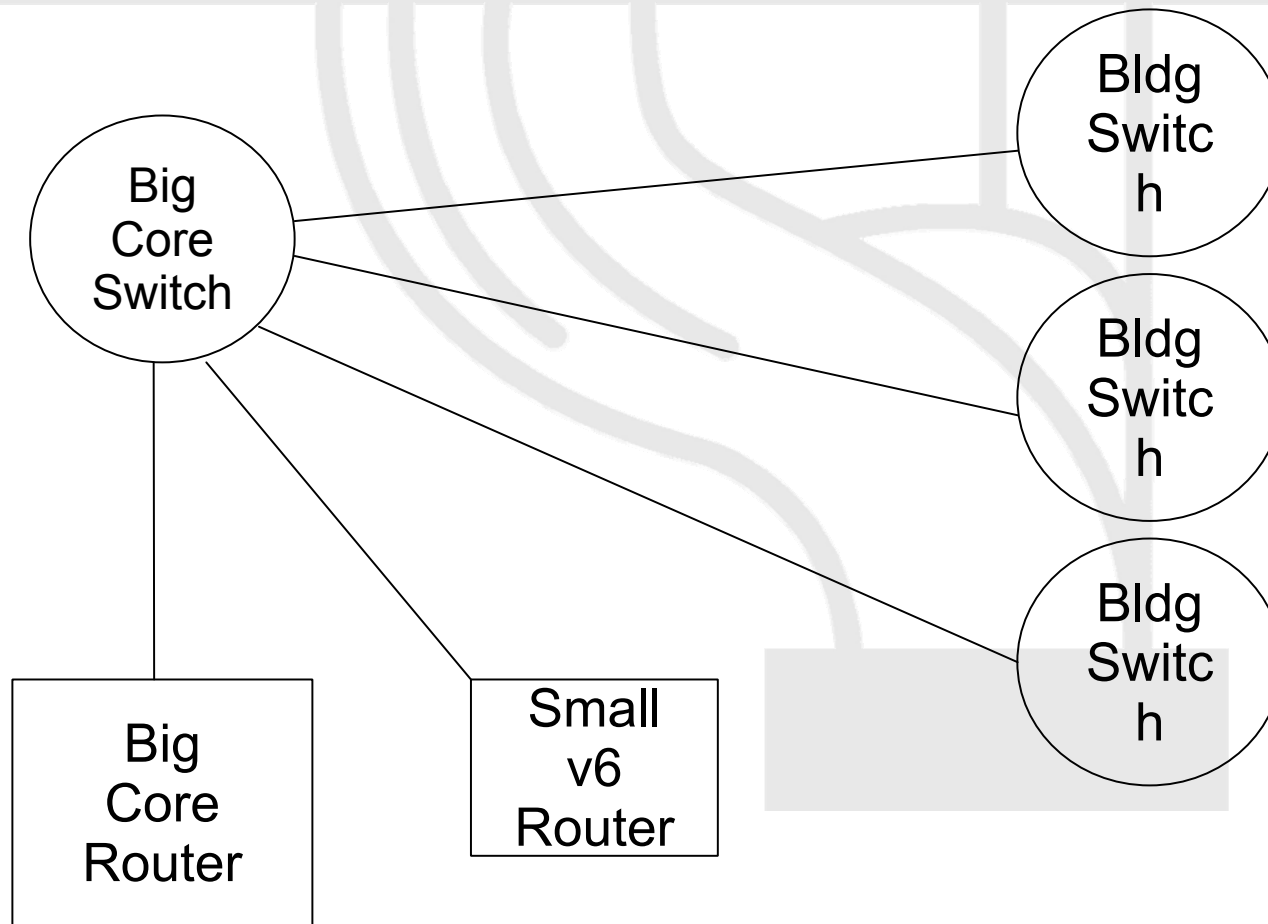 Big
Core
Switch
Bldg
Switc
h
Bldg
Switc
h
Bldg
Switc
h
Big
Core
Router
Small
v6
Router